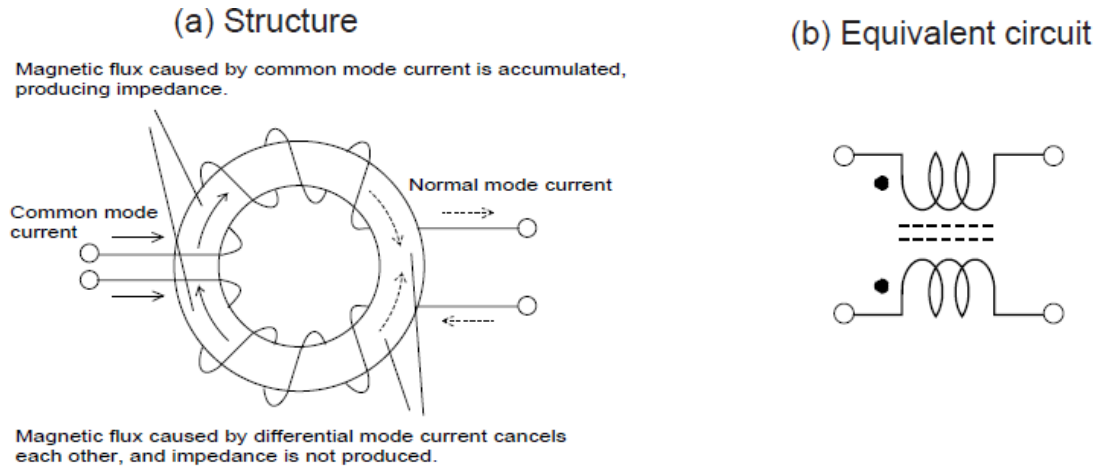 (a) Structure
(b) Equivalent circuit
Magnetic flux caused by common mode current is accumulated,
producing impedance.
Normal mode current
Common mode
current
Magnetic flux caused by differential mode current cancels
each other, and impedance is not produced.